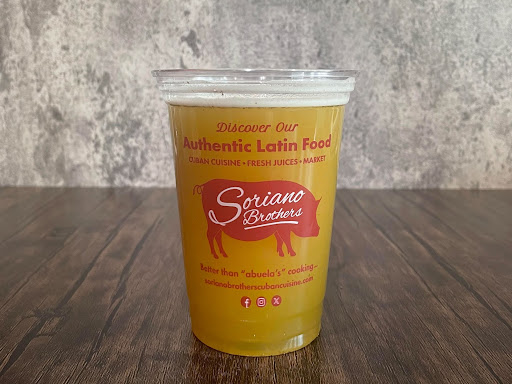 Discover Our
Authentic Latin Food
CUBAN CUISINE • FRESH JUICES • MARKET
Soriano
Brothers
Better than "abuela's" cooking...
sorianobrotherscubancuisine.com